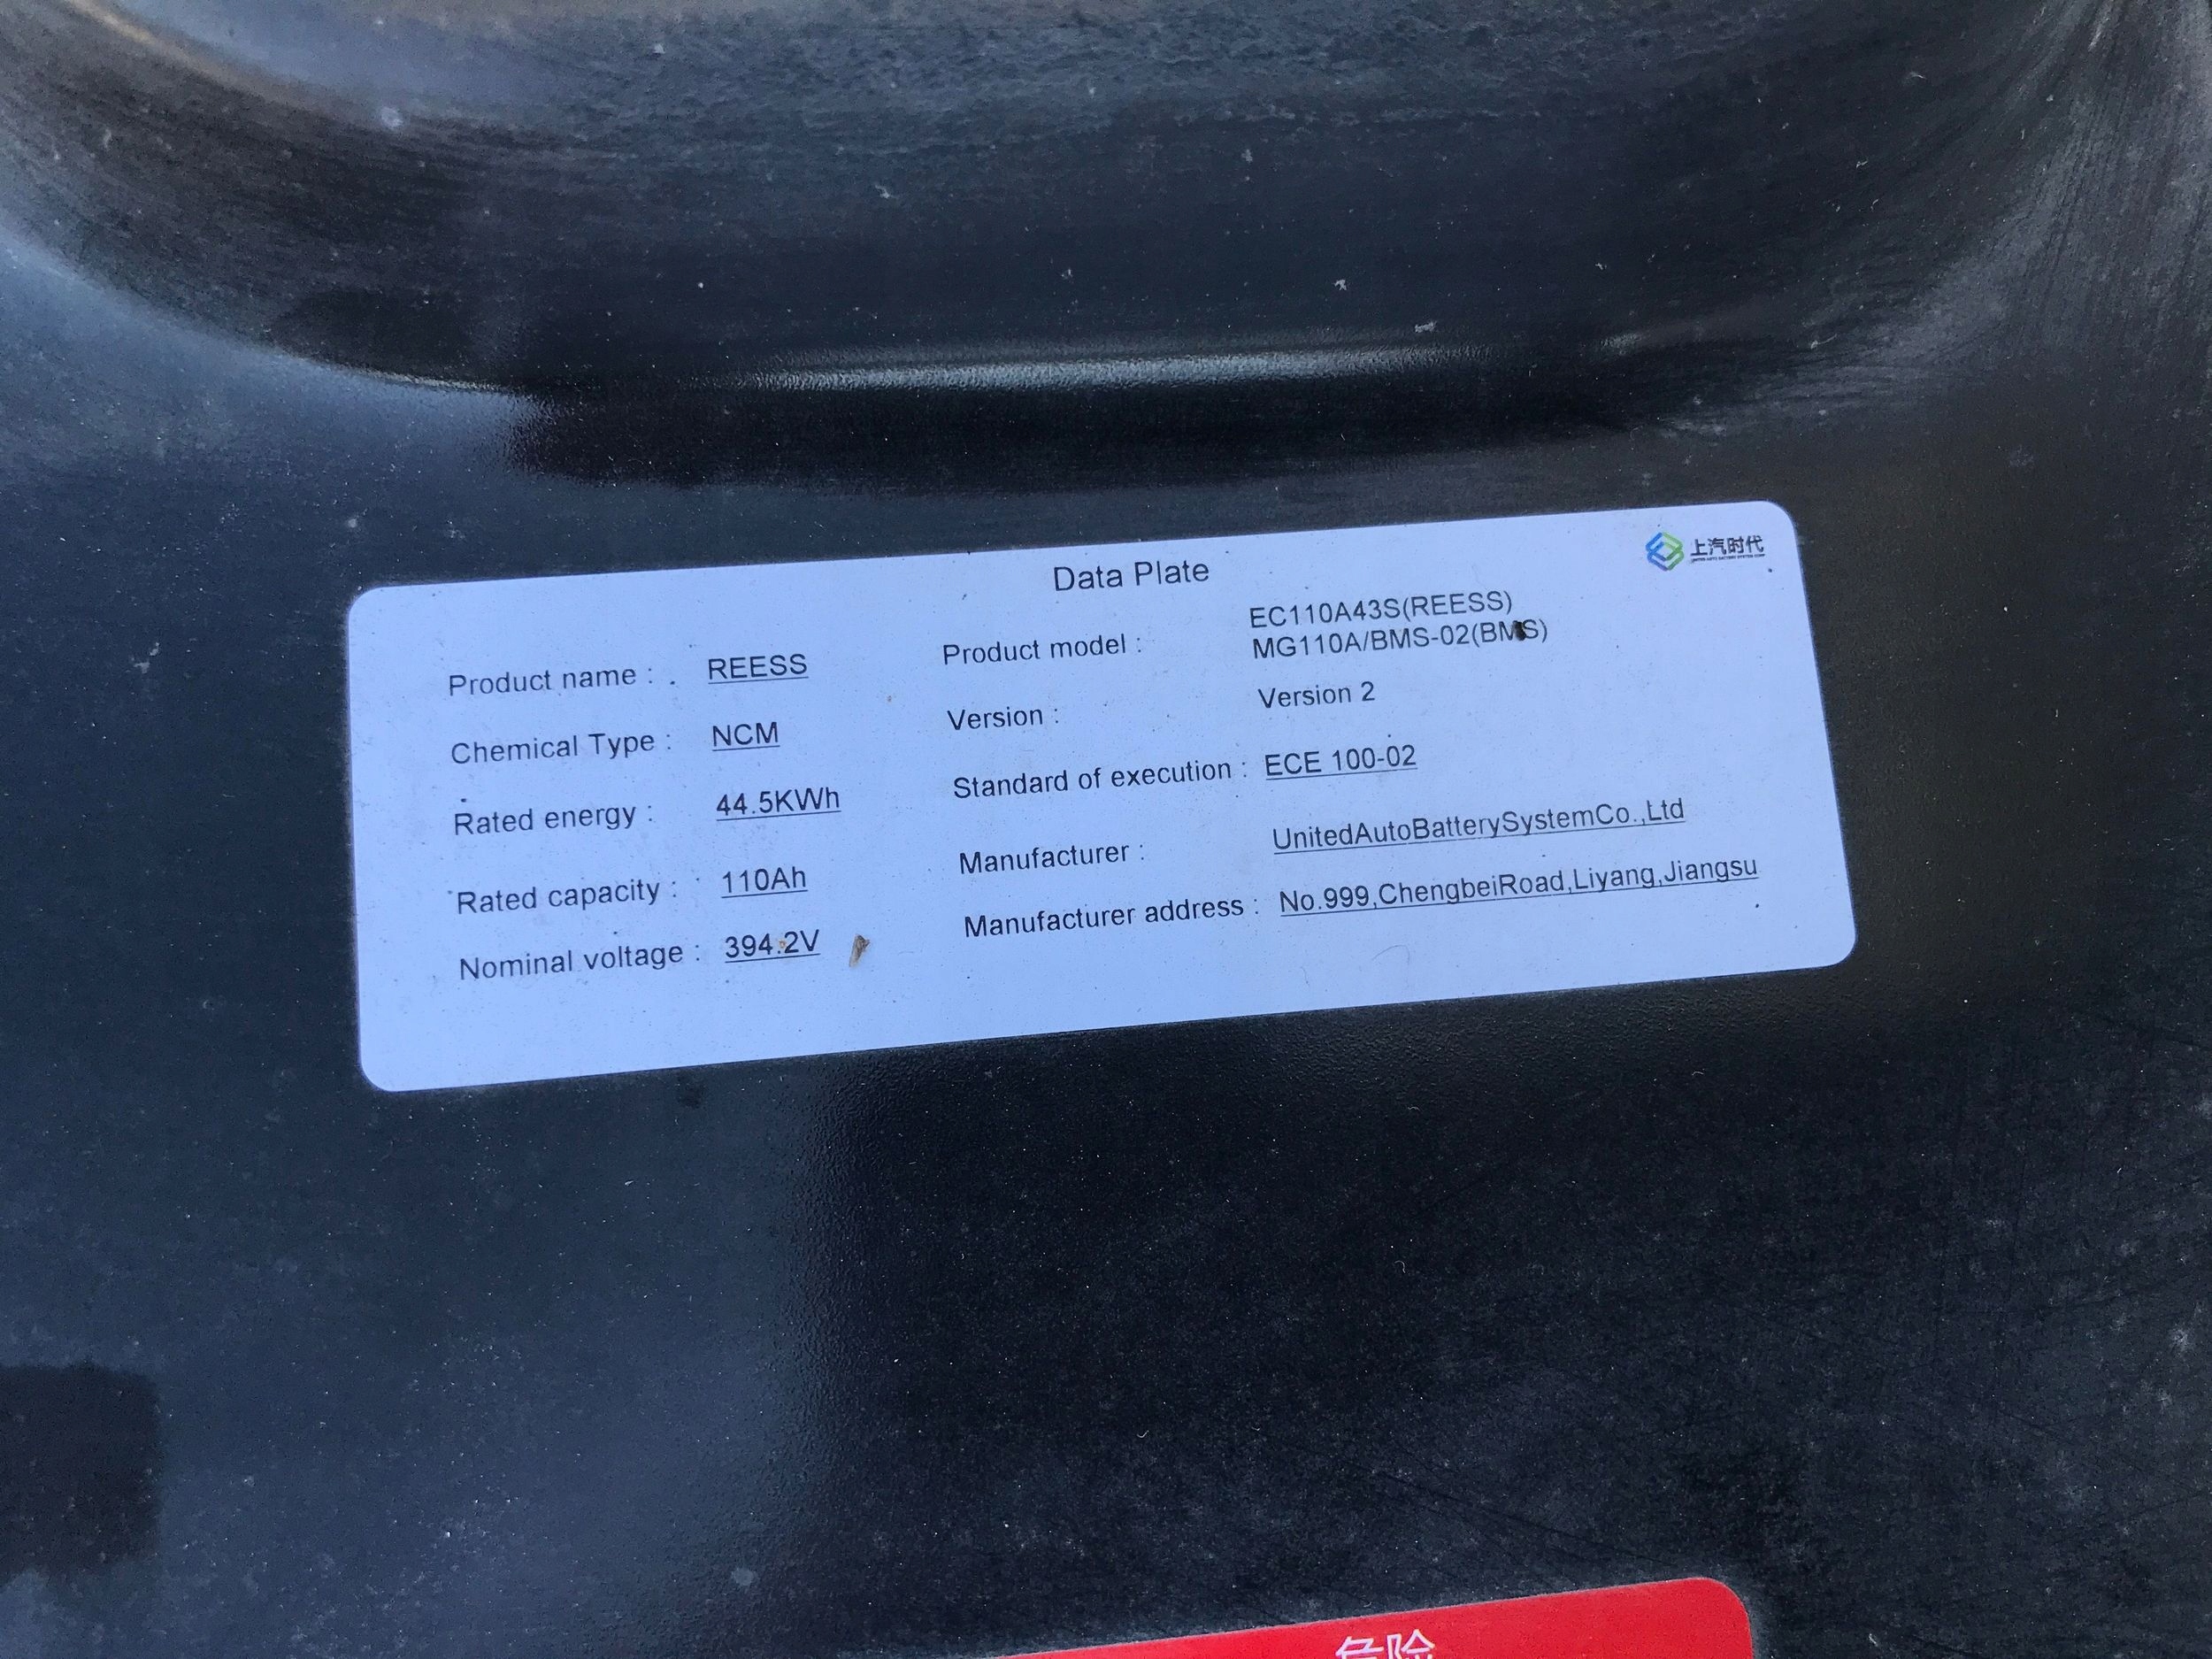 上汽时代
Data Plate
Product name : REESS
Chemical Type : NCM
Rated energy : 44.5KWh
Rated capacity : 110Ah
Nominal voltage : 394.2V
Product model : EC110A43S(REESS)
MG110A/BMS-02(BMS)
Version : Version 2
Standard of execution : ECE 100-02
Manufacturer : UnitedAutoBatterySystemCo.,Ltd
Manufacturer address : No.999,ChengbeiRoad,Liyang,Jiangsu
危险